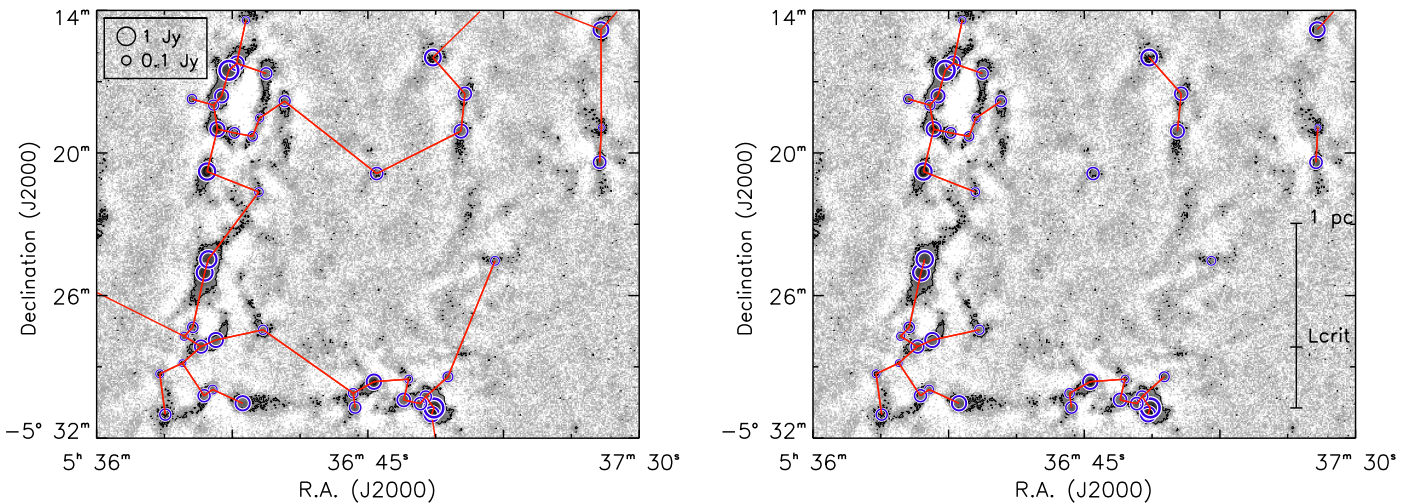 1 Jy
0.1 Jy
14ᵐ
20ᵐ
26ᵐ
−5° 32ᵐ
Declination (J2000)
5ʰ 36ᵐ
36ᵐ 45ˢ
37ᵐ 30ˢ
R.A. (J2000)
14ᵐ
20ᵐ
26ᵐ
−5° 32ᵐ
Declination (J2000)
1 pc
Lcrit
5ʰ 36ᵐ
36ᵐ 45ˢ
37ᵐ 30ˢ
R.A. (J2000)